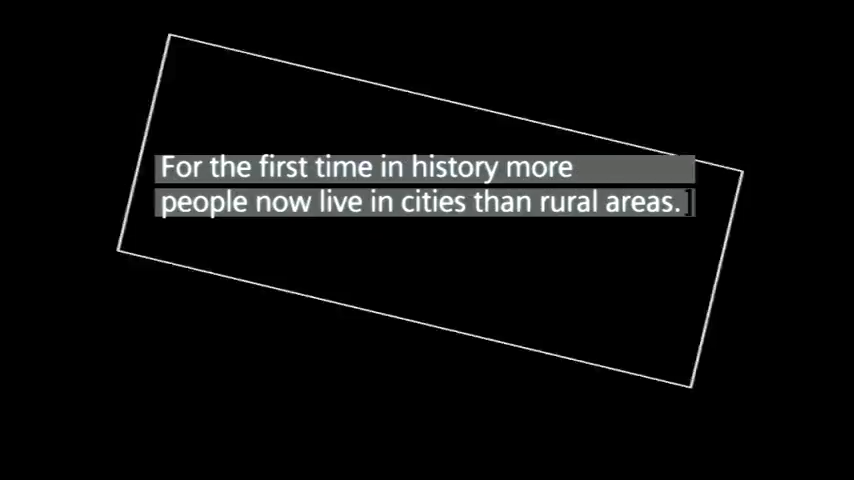 For the first time in history more
people now live in cities than rural areas.